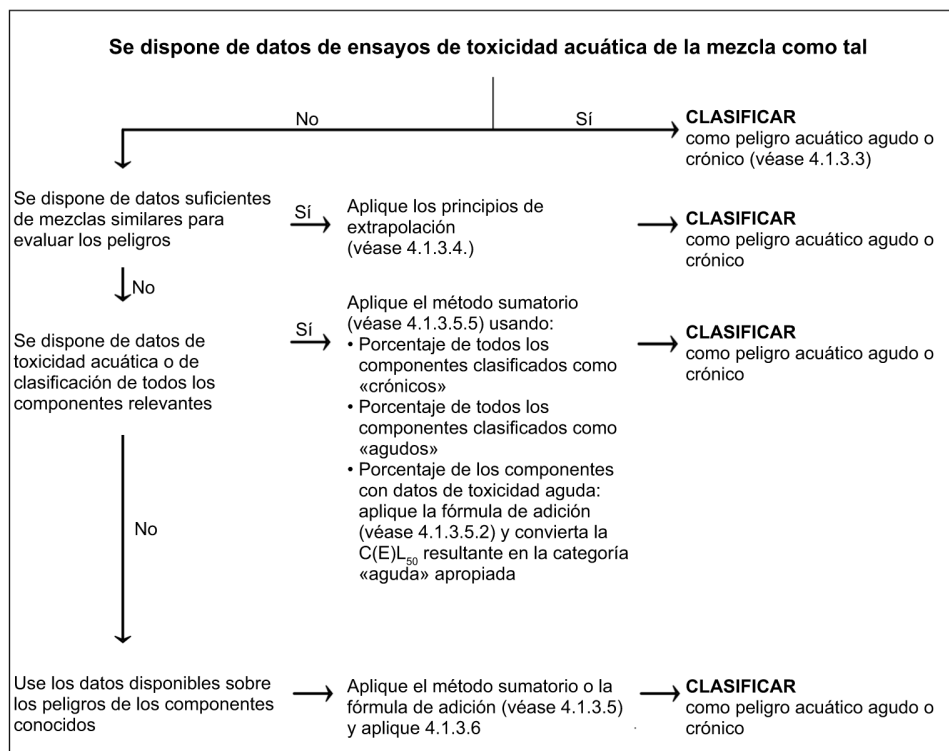 Se dispone de datos de ensayos de toxicidad acuática de la mezcla como tal
No
Sí
CLASIFICAR
como peligro acuático agudo o
crónico (véase 4.1.3.3)
Se dispone de datos suficientes
de mezclas similares para
evaluar los peligros
Sí
Aplique los principios de
extrapolación
(véase 4.1.3.4.)
CLASIFICAR
como peligro acuático agudo o
crónico
No
Se dispone de datos de
toxicidad acuática o de
clasificación de todos los
componentes relevantes
Sí
Aplique el método sumatorio
(véase 4.1.3.5.5) usando:
• Porcentaje de todos los
componentes clasificados como
«crónicos»
• Porcentaje de todos los
componentes clasificados como
«agudos»
• Porcentaje de los componentes
con datos de toxicidad aguda:
aplique la fórmula de adición
(véase 4.1.3.5.2) y convierta la
C(E)L50 resultante en la categoría
«aguda» apropiada
CLASIFICAR
como peligro acuático agudo o
crónico
No
Use los datos disponibles sobre
los peligros de los componentes
conocidos
Aplique el método sumatorio o la
fórmula de adición (véase 4.1.3.5)
y aplique 4.1.3.6
CLASIFICAR
como peligro acuático agudo o
crónico